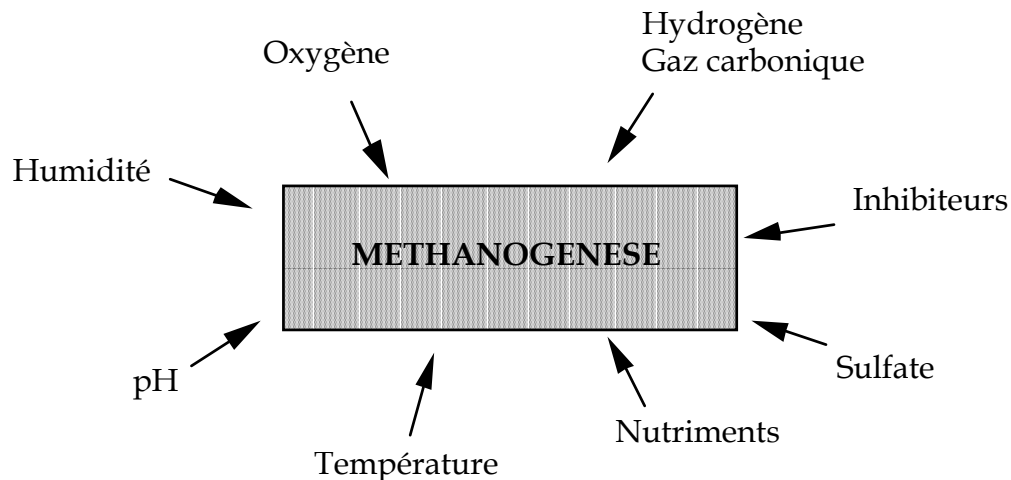 Hydrogène
Gaz carbonique
Oxygène
Humidité
Inhibiteurs
METHANOGENESE
Sulfate
pH
Nutriments
Température